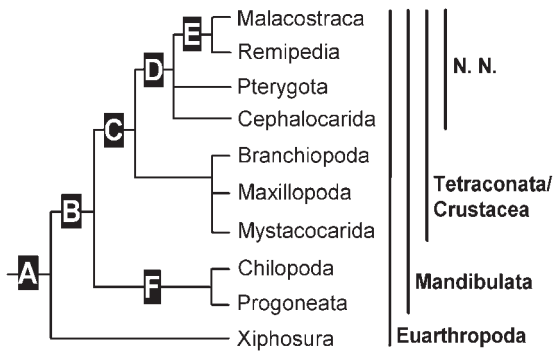 Malacostraca
E
Remipedia
D
N. N.
Pterygota
C
Cephalocarida
Branchiopoda
Tetraconata/
Maxillopoda
Crustacea
B
Mystacocarida
A
F
Chilopoda
Mandibulata
Progoneata
Xiphosura
Euarthropoda